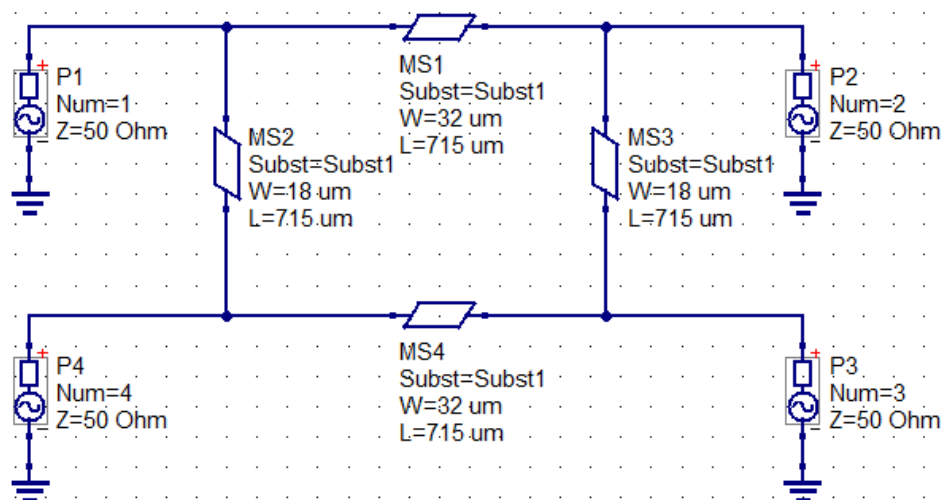 P1
Num=1
Z=50 Ohm
MS1
Subst=Subst1
W=32 um
L=715 um
P2
Num=2
Z=50 Ohm
MS2
Subst=Subst1
W=18 um
L=715 um
MS3
Subst=Subst1
W=18 um
L=715 um
P4
Num=4
Z=50 Ohm
MS4
Subst=Subst1
W=32 um
L=715 um
P3
Num=3
Z=50 Ohm